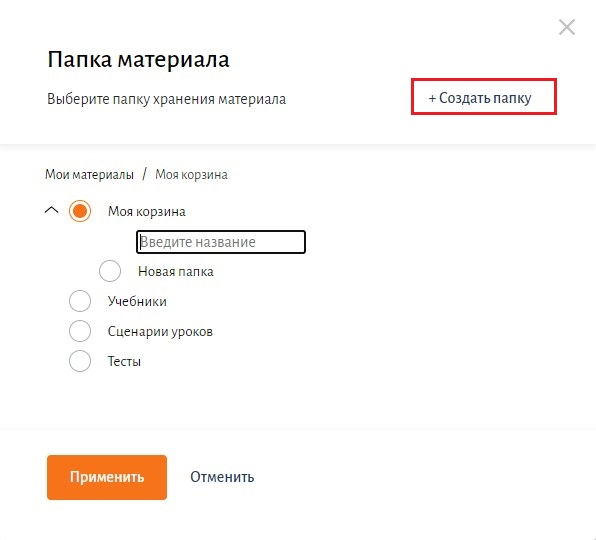 Папка материала
Выберите папку хранения материала
+ Создать папку
Мои материалы / Моя корзина
Моя корзина
Введите название
Новая папка
Учебники
Сценарии уроков
Тесты
Применить Отменить